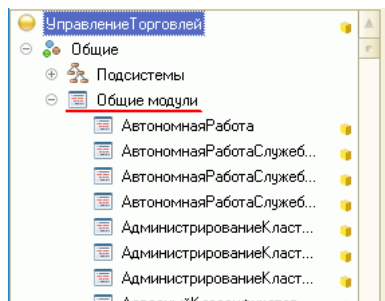 УправлениеТорговлей
Общие
Подсистемы
Общие модули
АвтономнаяРабота
АвтономнаяРаботаСлужеб...
АвтономнаяРаботаСлужеб...
АвтономнаяРаботаСлужеб...
АдминистрированиеКласт...
АдминистрированиеКласт...
АдминистрированиеКласт...